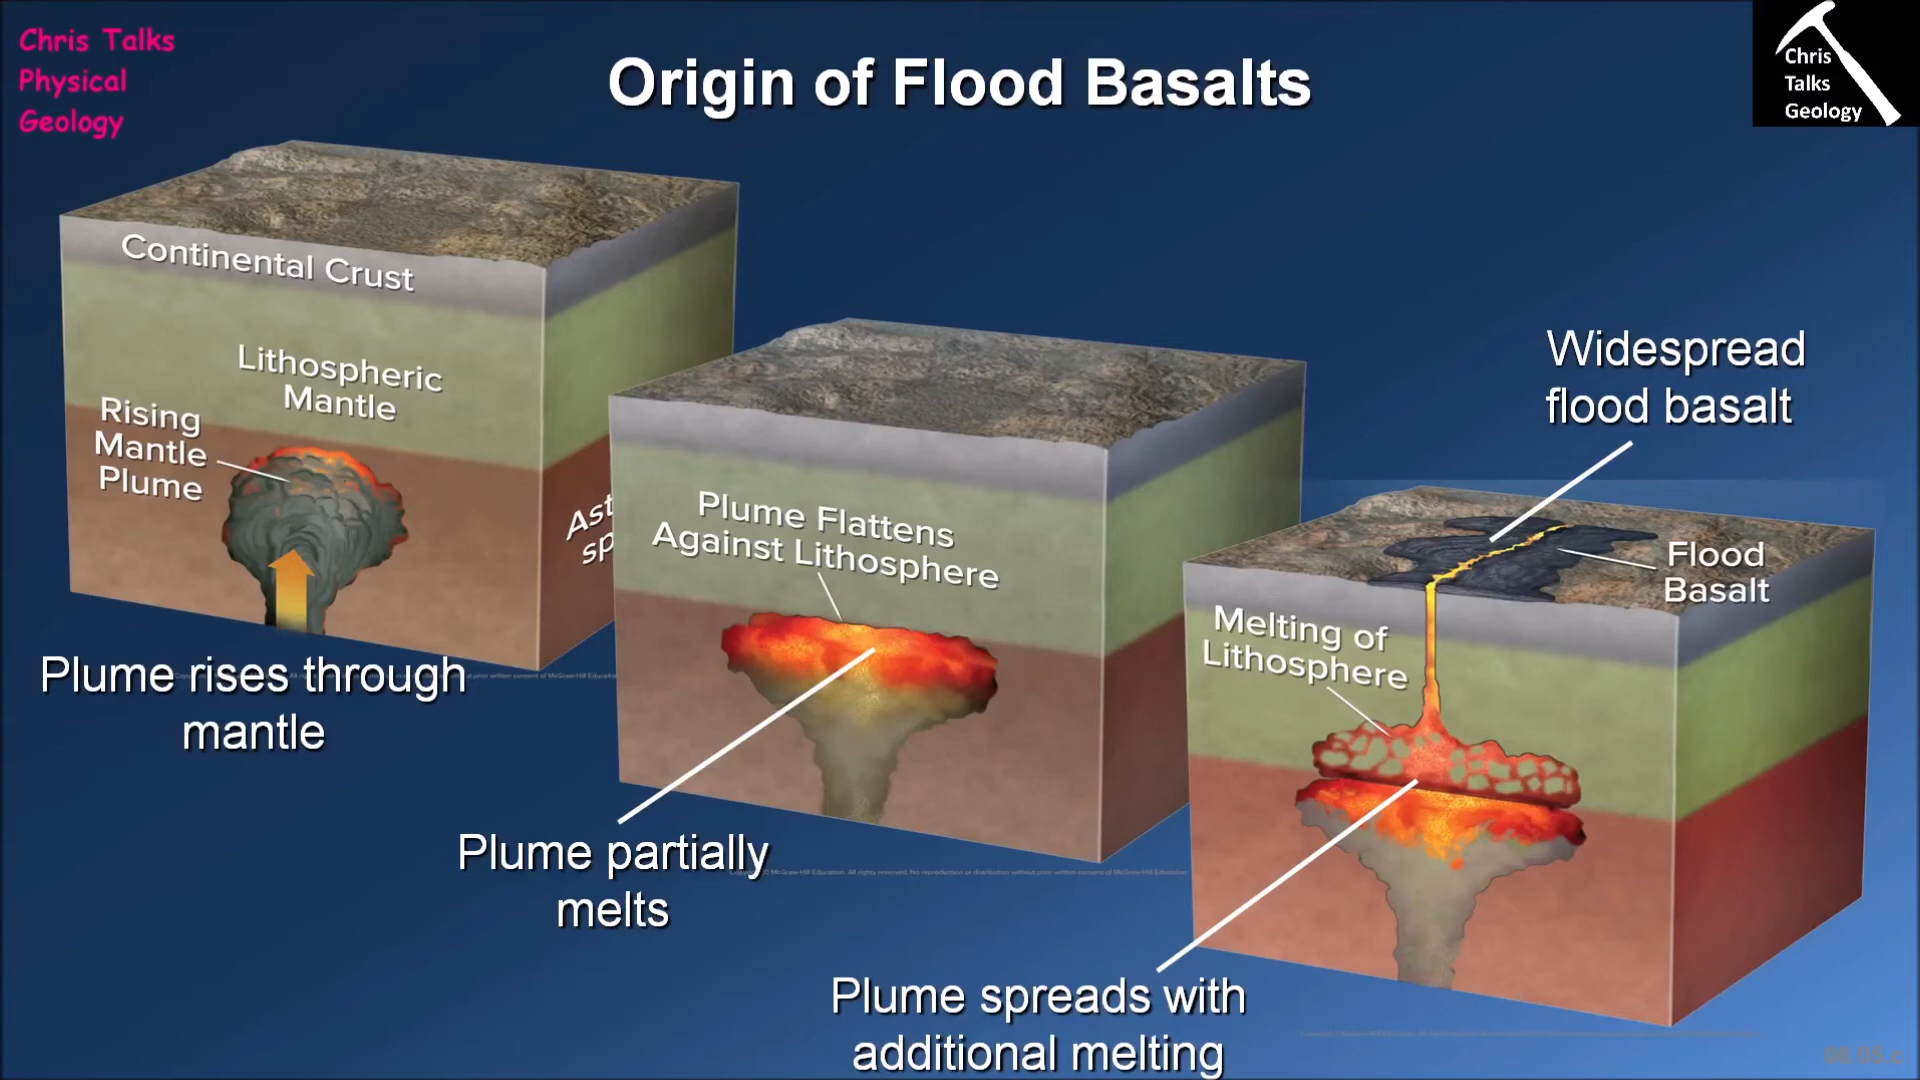 Chris Talks
Physical
Geology
Origin of Flood Basalts
Chris
Talks
Geology
Continental Crust
Lithospheric
Mantle
Rising
Mantle
Plume
Ast
sp
Plume rises through
mantle
Plume Flattens
Against Lithosphere
Plume partially
melts
Widespread
flood basalt
Flood
Basalt
Melting of
Lithosphere
Plume spreads with
additional melting